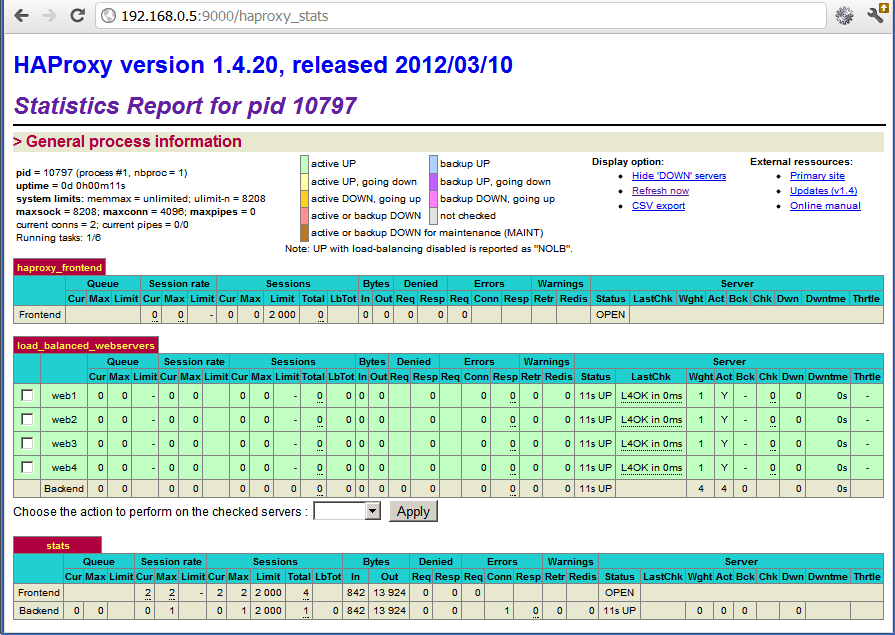 192.168.0.5:9000/haproxy_stats
HAProxy version 1.4.20, released 2012/03/10
Statistics Report for pid 10797
> General process information
pid = 10797 (process #1, nbproc = 1)
uptime = 0d 0h00m11s
system limits: memmax = unlimited; ulimit-n = 8208
maxsock = 8208; maxconn = 4096; maxpipes = 0
current conns = 2; current pipes = 0/0
Running tasks: 1/6
active UP backup UP
active UP, going down backup UP, going down
active DOWN, going up backup DOWN, going up
active or backup DOWN not checked
active or backup DOWN for maintenance (MAINT)
Note: UP with load-balancing disabled is reported as "NOLB".
Display option:
• Hide 'DOWN' servers
• Refresh now
• CSV export
External ressources:
• Primary site
• Updates (v1.4)
• Online manual
haproxy_frontend
Queue Session rate Sessions Bytes Denied Errors Warnings Server
Cur Max Limit Cur Max Limit Cur Max Limit Total LbTot In Out Req Resp Req Conn Resp Retr Redis Status LastChk Wght Act Bck Chk Dwn Dwntme Thrtle
Frontend 0 0 - 0 0 2 000 0 0 0 0 0 0 OPEN
load_balanced_webservers
Queue Session rate Sessions Bytes Denied Errors Warnings Server
Cur Max Limit Cur Max Limit Cur Max Limit Total LbTot In Out Req Resp Req Conn Resp Retr Redis Status LastChk Wght Act Bck Chk Dwn Dwntme Thrtle
web1 0 0 - 0 0 0 0 - 0 0 0 0 0 0 0 0 0 11s UP L4OK in 0ms 1 Y - 0 0 0s -
web2 0 0 - 0 0 0 0 - 0 0 0 0 0 0 0 0 0 11s UP L4OK in 0ms 1 Y - 0 0 0s -
web3 0 0 - 0 0 0 0 - 0 0 0 0 0 0 0 0 0 11s UP L4OK in 0ms 1 Y - 0 0 0s -
web4 0 0 - 0 0 0 0 - 0 0 0 0 0 0 0 0 0 11s UP L4OK in 0ms 1 Y - 0 0 0s -
Backend 0 0 0 0 0 0 0 0 0 0 0 0 0 0 0 0 0 11s UP 4 4 0 0 0s
Choose the action to perform on the checked servers : Apply
stats
Queue Session rate Sessions Bytes Denied Errors Warnings Server
Cur Max Limit Cur Max Limit Cur Max Limit Total LbTot In Out Req Resp Req Conn Resp Retr Redis Status LastChk Wght Act Bck Chk Dwn Dwntme Thrtle
Frontend 2 2 - 2 2 2 000 4 842 13 924 0 0 0 OPEN
Backend 0 0 0 1 0 1 2 000 1 0 842 13 924 0 0 1 0 0 0 11s UP 0 0 0 0